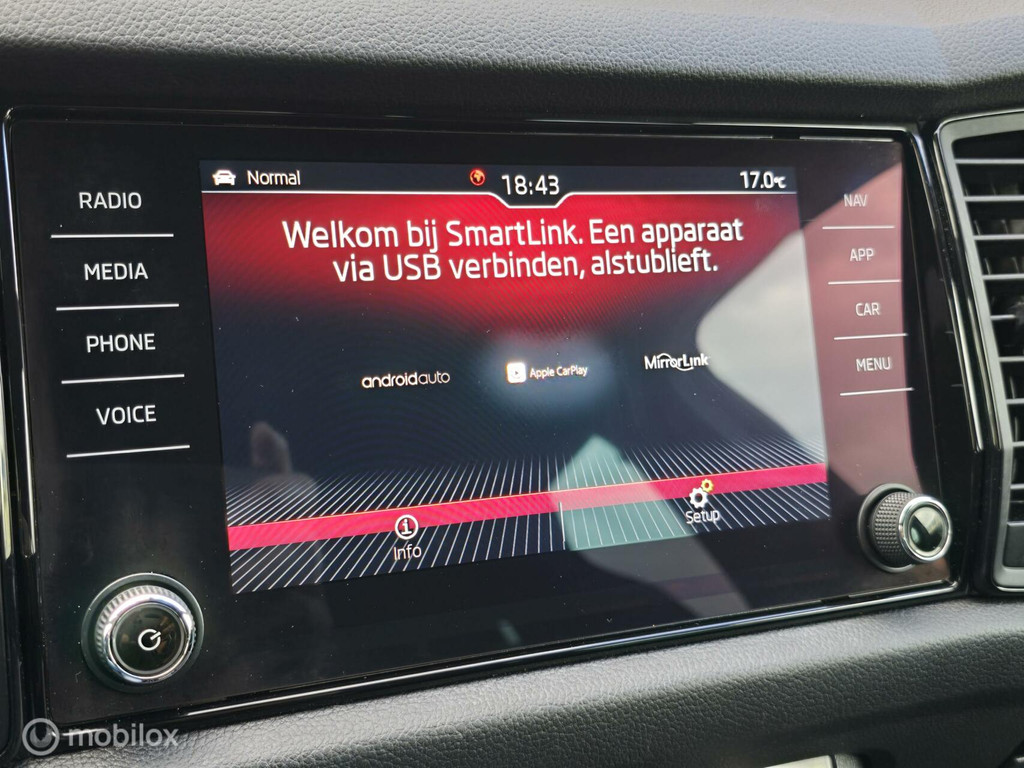 Normal
18:43
17.0°C
RADIO
MEDIA
PHONE
VOICE
Welkom bij SmartLink. Een apparaat
via USB verbinden, alstublieft.
androidauto
Apple CarPlay
MirrorLink
NAV
APP
CAR
MENU
Info
Setup
mobilox